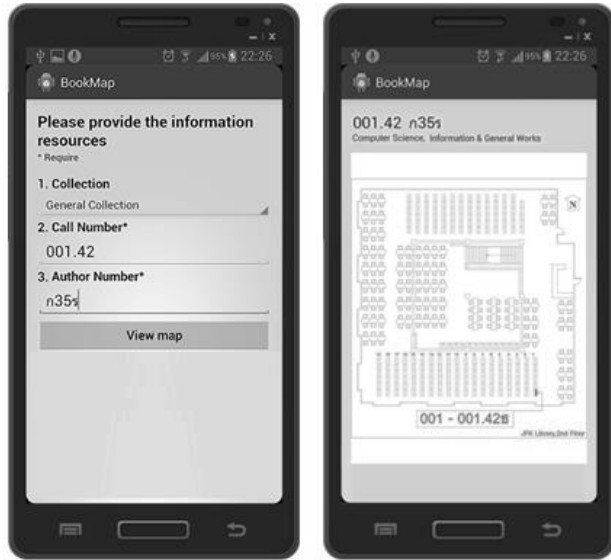 22:26
BookMap
Please provide the information
resources
* Require
1. Collection
General Collection
2. Call Number*
001.42
3. Author Number*
ก35ร
View map
22:26
BookMap
001.42 ก35ร
Computer Science, Information & General Works
N
001 - 001.42ธ
JFK Library,2nd Floor